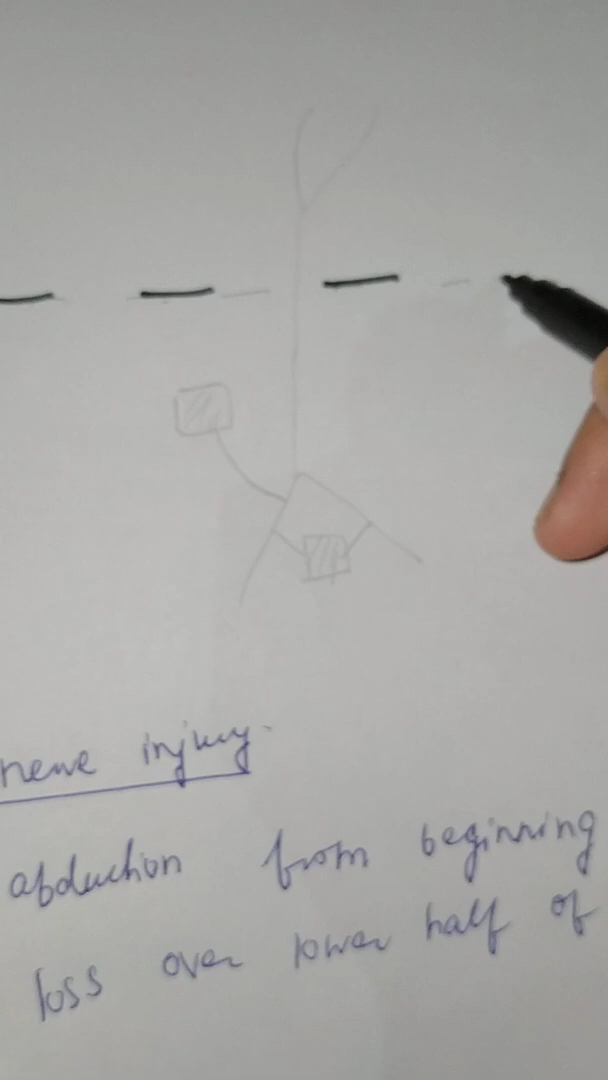 nerve injury.
abduction from beginning
loss over lower half of